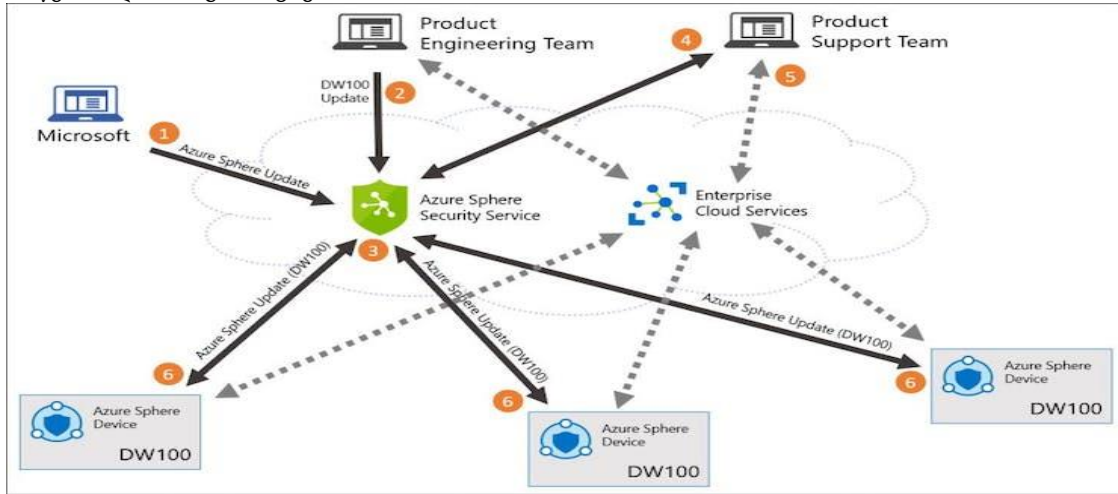 Product
Engineering Team
Product
Support Team
4
5
DW100
Update
2
Microsoft
1
Azure Sphere Update
Azure Sphere
Security Service
Enterprise
Cloud Services
3
Azure Sphere Update (DW100)
Azure Sphere Update (DW100)
Azure Sphere Update (DW100)
6
6
6
Azure Sphere
Device
DW100
Azure Sphere
Device
DW100
Azure Sphere
Device
DW100